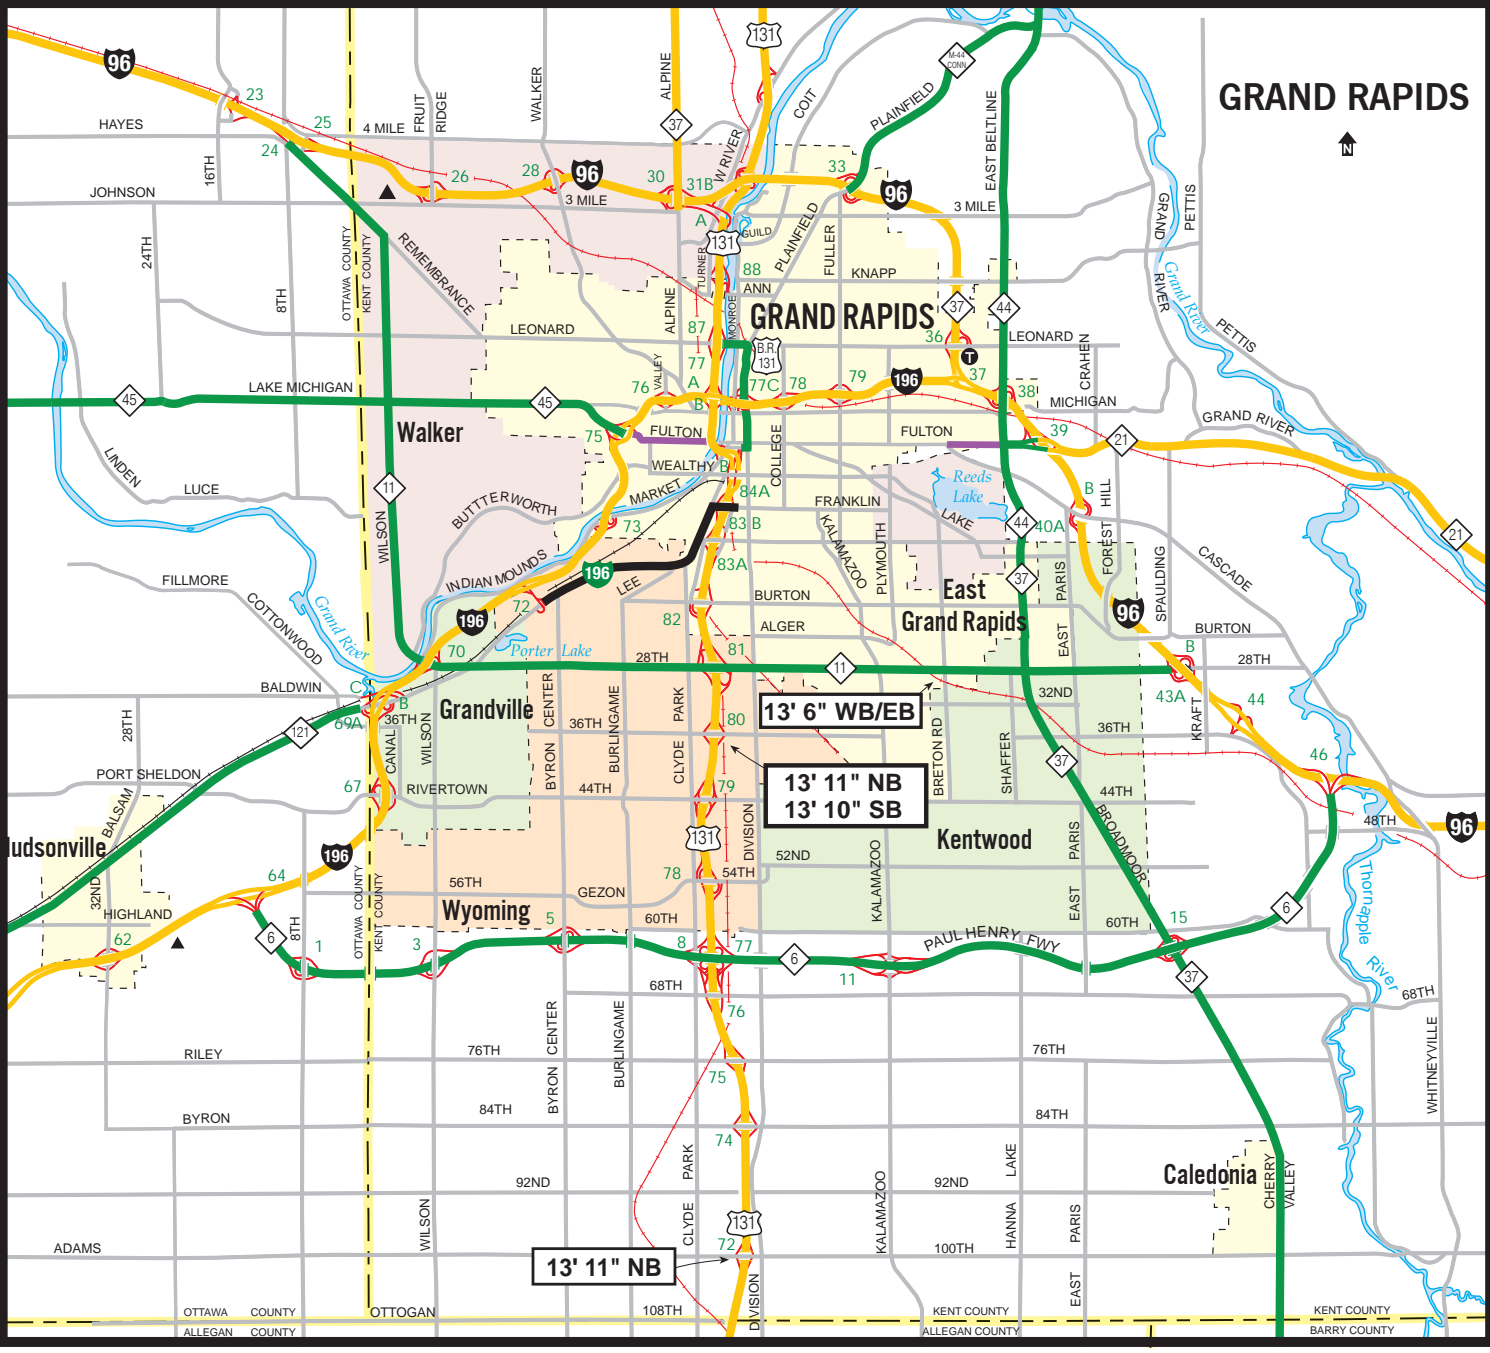 GRAND RAPIDS
N
96
23
25
24
HAYES
4 MILE
FRUIT
RIDGE
WALKER
ALPINE
131
37
COIT
M-44
CONN
PLAINFIELD
EAST BELTLINE
16TH
JOHNSON
26
28
96
3 MILE
30
31B
A
W RIVER
33
96
3 MILE
GRAND
RIVER
PETTIS
24TH
8TH
OTTAWA COUNTY
KENT COUNTY
REMEMBRANCE
TURNER
131
GUILD
PLAINFIELD
FULLER
KNAPP
88
ANN
MONROE
ALPINE
GRAND RAPIDS
37
44
Grand River
PETTIS
LEONARD
87
77
A
B
B.R.
131
36
T
LEONARD
CRAHEN
VALLEY
76
77C
78
79
196
37
38
MICHIGAN
LAKE MICHIGAN
45
45
Walker
75
FULTON
FULTON
39
21
GRAND RIVER
LINDEN
LUCE
11
WILSON
WEALTHY
B
COLLEGE
BUTTTERWORTH
MARKET
84A
83 B
83A
FRANKLIN
KALAMAZOO
PLYMOUTH
Reeds
Lake
LAKE
44
40A
B
HILL
FOREST
21
CASCADE
73
FILLMORE
COTTONWOOD
Grand River
INDIAN MOUNDS
196
LEE
196
72
82
BURTON
ALGER
East
Grand Rapids
37
PARIS
EAST
96
SPAULDING
BURTON
70
Porter Lake
28TH
81
11
B
28TH
43A
BALDWIN
C
B
69A
36TH
121
28TH
Grandville
WILSON
CANAL
BYRON CENTER
BURLINGAME
36TH
PARK
CLYDE
80
13' 6" WB/EB
BRETON RD
32ND
SHAFFER
36TH
KRAFT
44
37
46
PORT SHELDON
BALSAM
67
RIVERTOWN
44TH
79
13' 11" NB
13' 10" SB
44TH
BROADMOOR
48TH
96
udsonville
32ND
196
131
DIVISION
52ND
Kentwood
KALAMAZOO
PARIS
EAST
64
56TH
GEZON
78
54TH
Wyoming
HIGHLAND
62
6
8TH
OTTAWA COUNTY
KENT COUNTY
1
3
5
60TH
8
77
6
11
PAUL HENRY FWY
60TH
15
6
Thornapple
River
37
68TH
68TH
76
BYRON CENTER
BURLINGAME
RILEY
76TH
75
76TH
WHITNEYVILLE
BYRON
84TH
84TH
74
PARK
CLYDE
LAKE
HANNA
Caledonia
CHERRY
VALLEY
92ND
92ND
WILSON
131
KALAMAZOO
PARIS
EAST
ADAMS
72
100TH
13' 11" NB
DIVISION
OTTAWA COUNTY
ALLEGAN COUNTY
OTTOGAN
108TH
KENT COUNTY
ALLEGAN COUNTY
KENT COUNTY
BARRY COUNTY